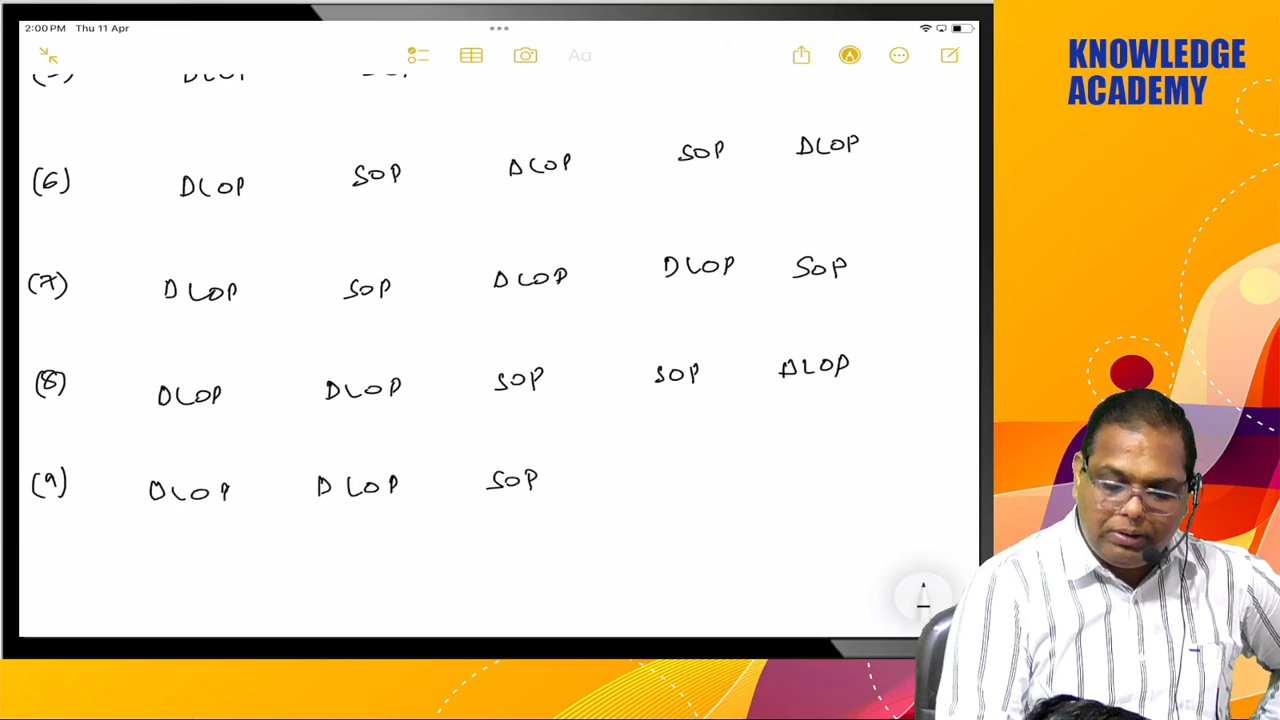 2:00 PM Thu 11 Apr
Aa
KNOWLEDGE
ACADEMY
(6) DLOP SOP DLOP SOP DLOP
(7) DLOP SOP DLOP DLOP SOP
(8) DLOP DLOP SOP SOP DLOP
(9) DLOP DLOP SOP